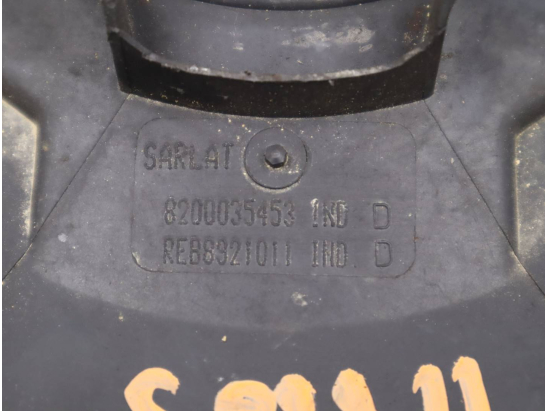 SARLAT
8200035453 IND D
REB8321011 IND. D